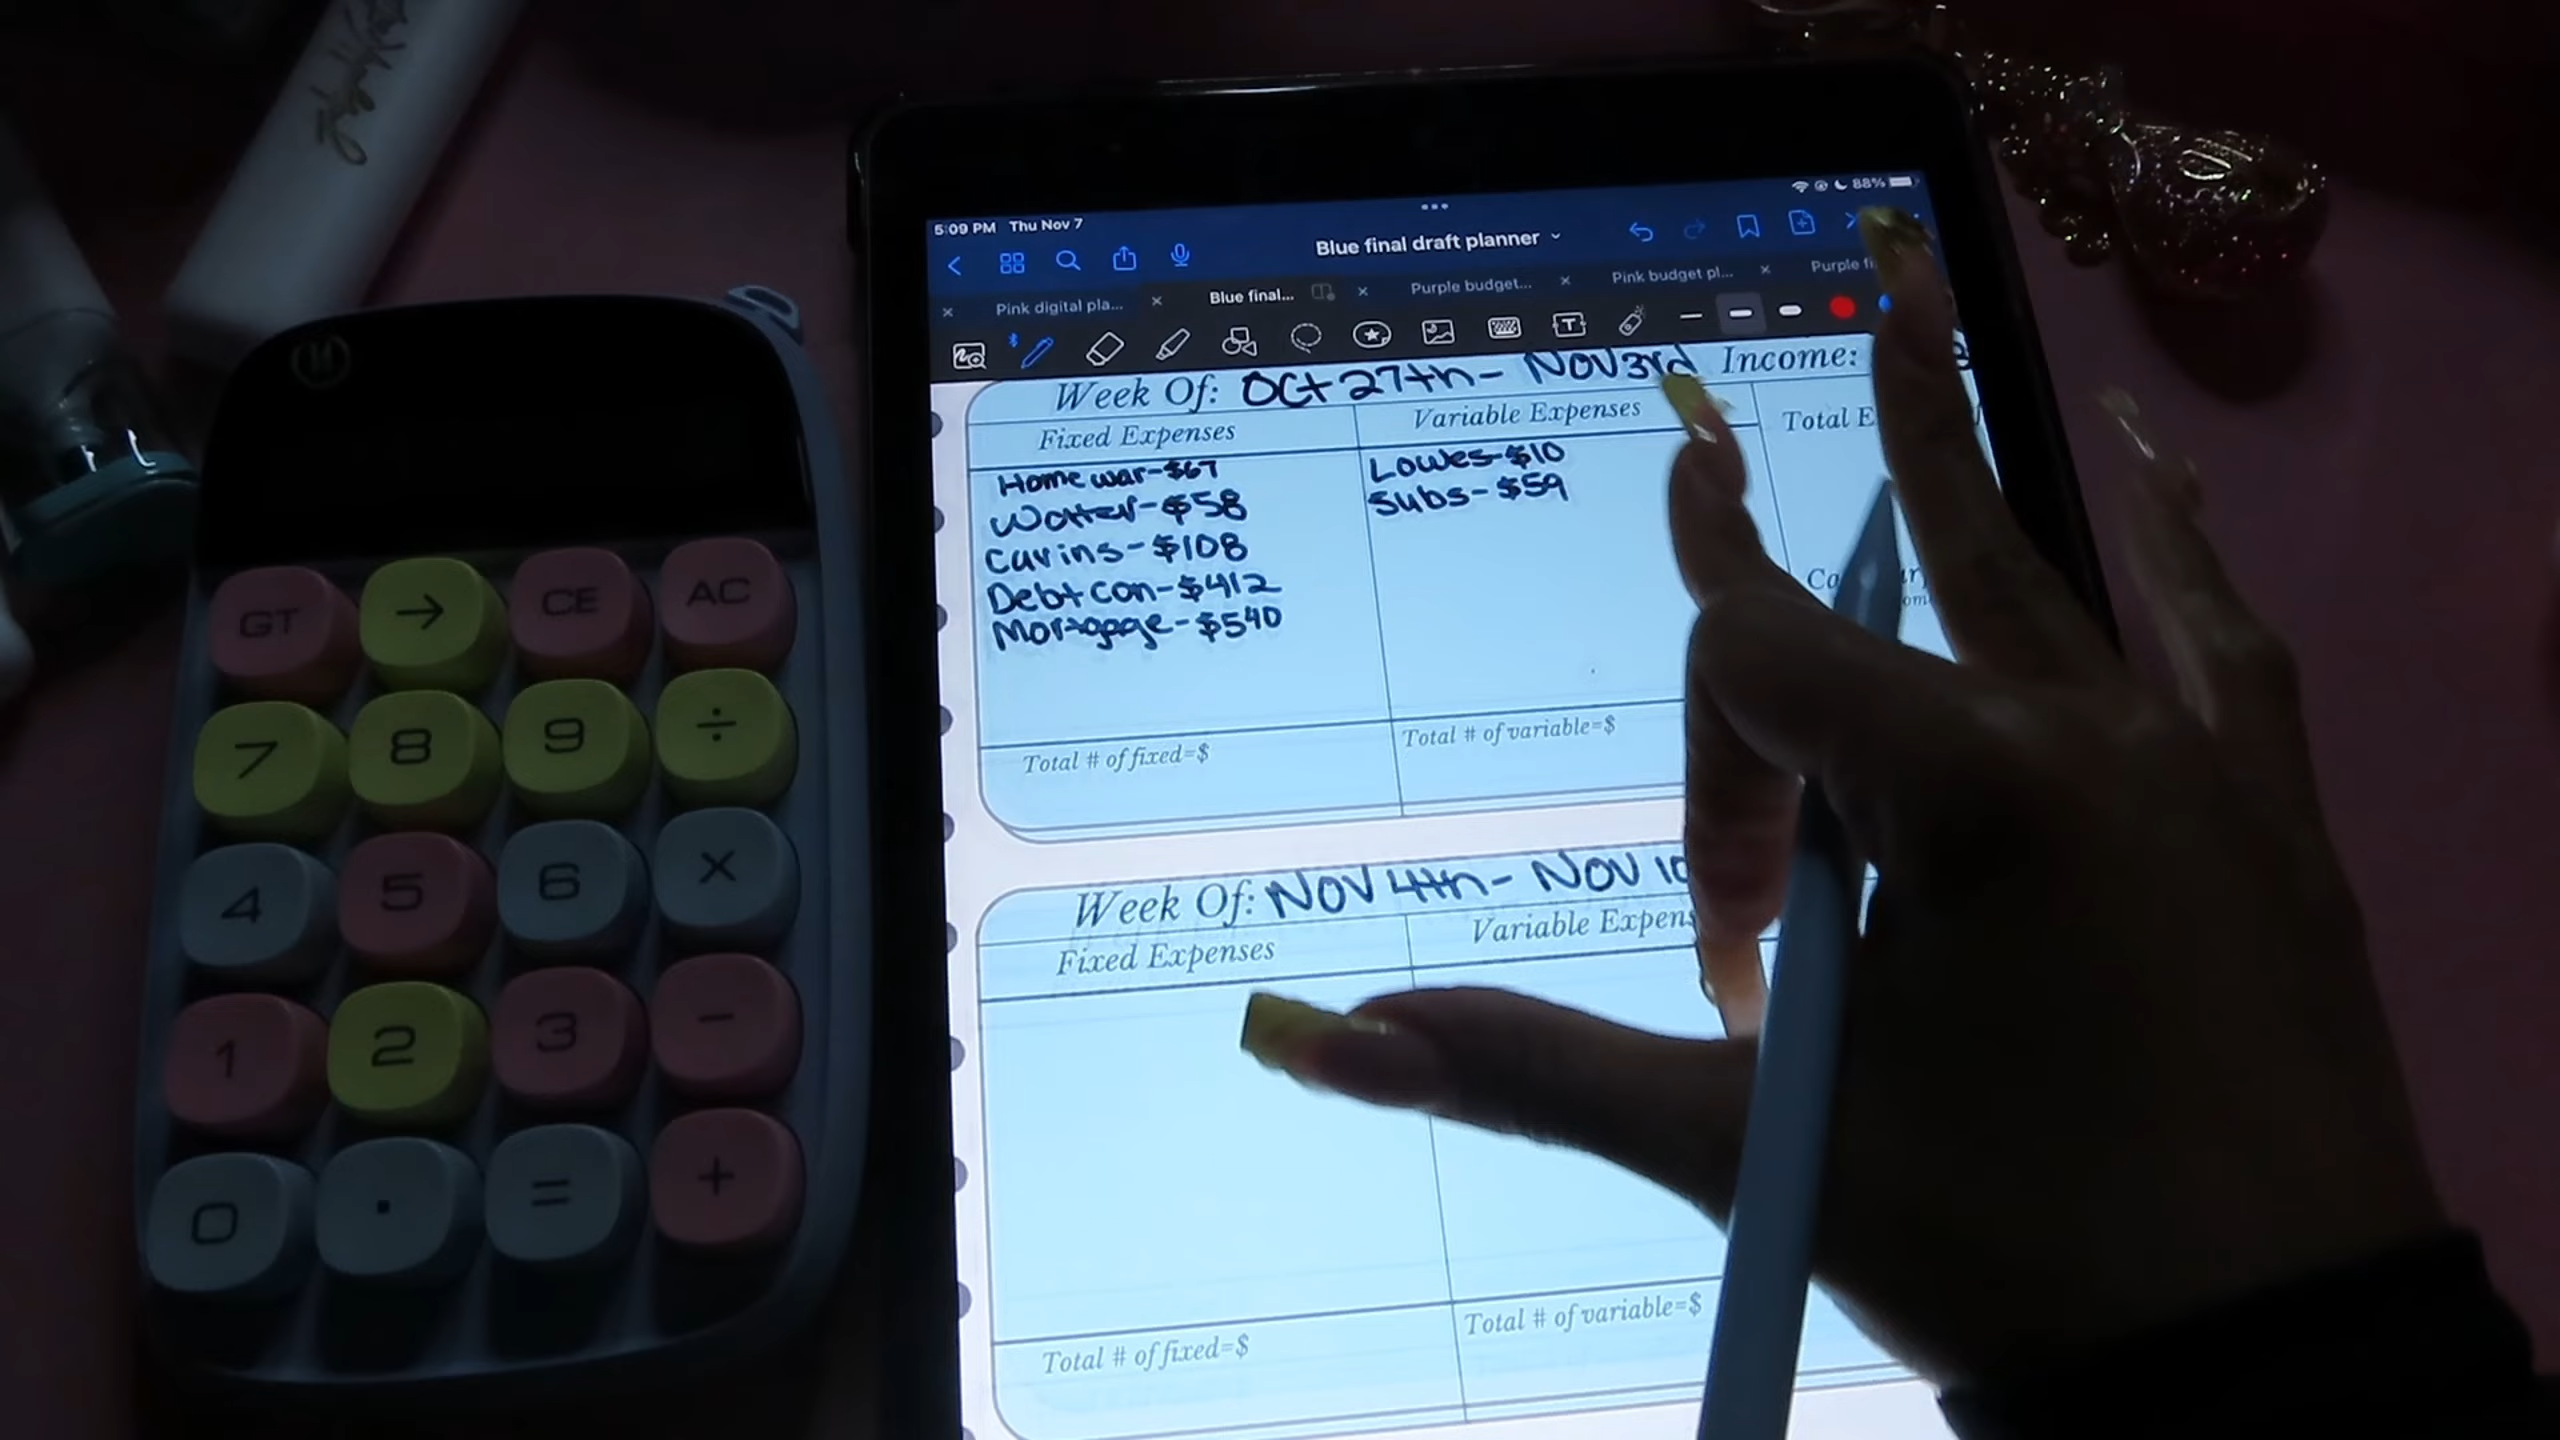 5:09 PM Thu Nov 7
88%
Blue final draft planner
Pink digital pla...
Blue final...
Purple budget...
Pink budget pl...
Purple fi
Week Of: Oct 27th - Nov 3rd Income:
Fixed Expenses
Variable Expenses
Total E
Home war-$67
Water-$58
Car ins-$108
Debt con-$412
Mortgage-$540
Lowes-$10
Subs-$59
Total # of fixed=$
Total # of variable=$
Week Of: Nov 4th - Nov 10
Fixed Expenses
Variable Expens
Total # of fixed=$
Total # of variable=$
GT → CE AC
7 8 9 ÷
4 5 6 ×
1 2 3 −
0 . = +